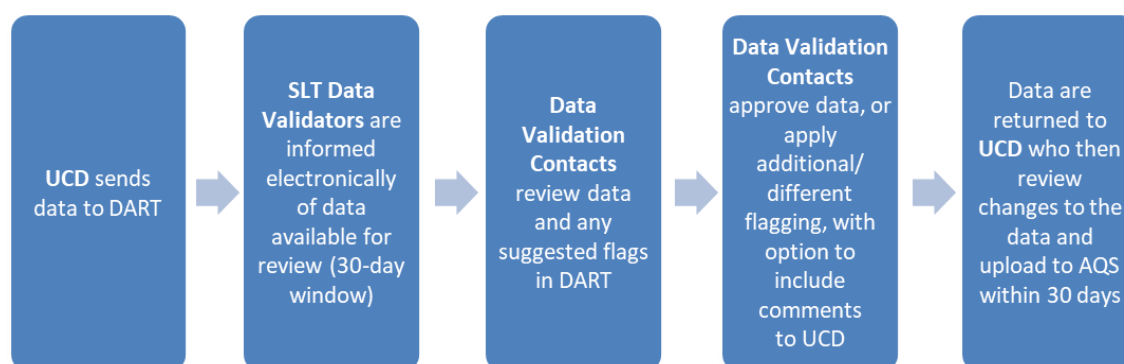 UCD sends
data to DART
SLT Data
Validators are
informed
electronically
of data
available for
review (30-day
window)
Data
Validation
Contacts
review data
and any
suggested flags
in DART
Data Validation
Contacts
approve data, or
apply
additional/
different
flagging, with
option to
include
comments
to UCD
Data are
returned to
UCD who then
review
changes to the
data and
upload to AQS
within 30 days